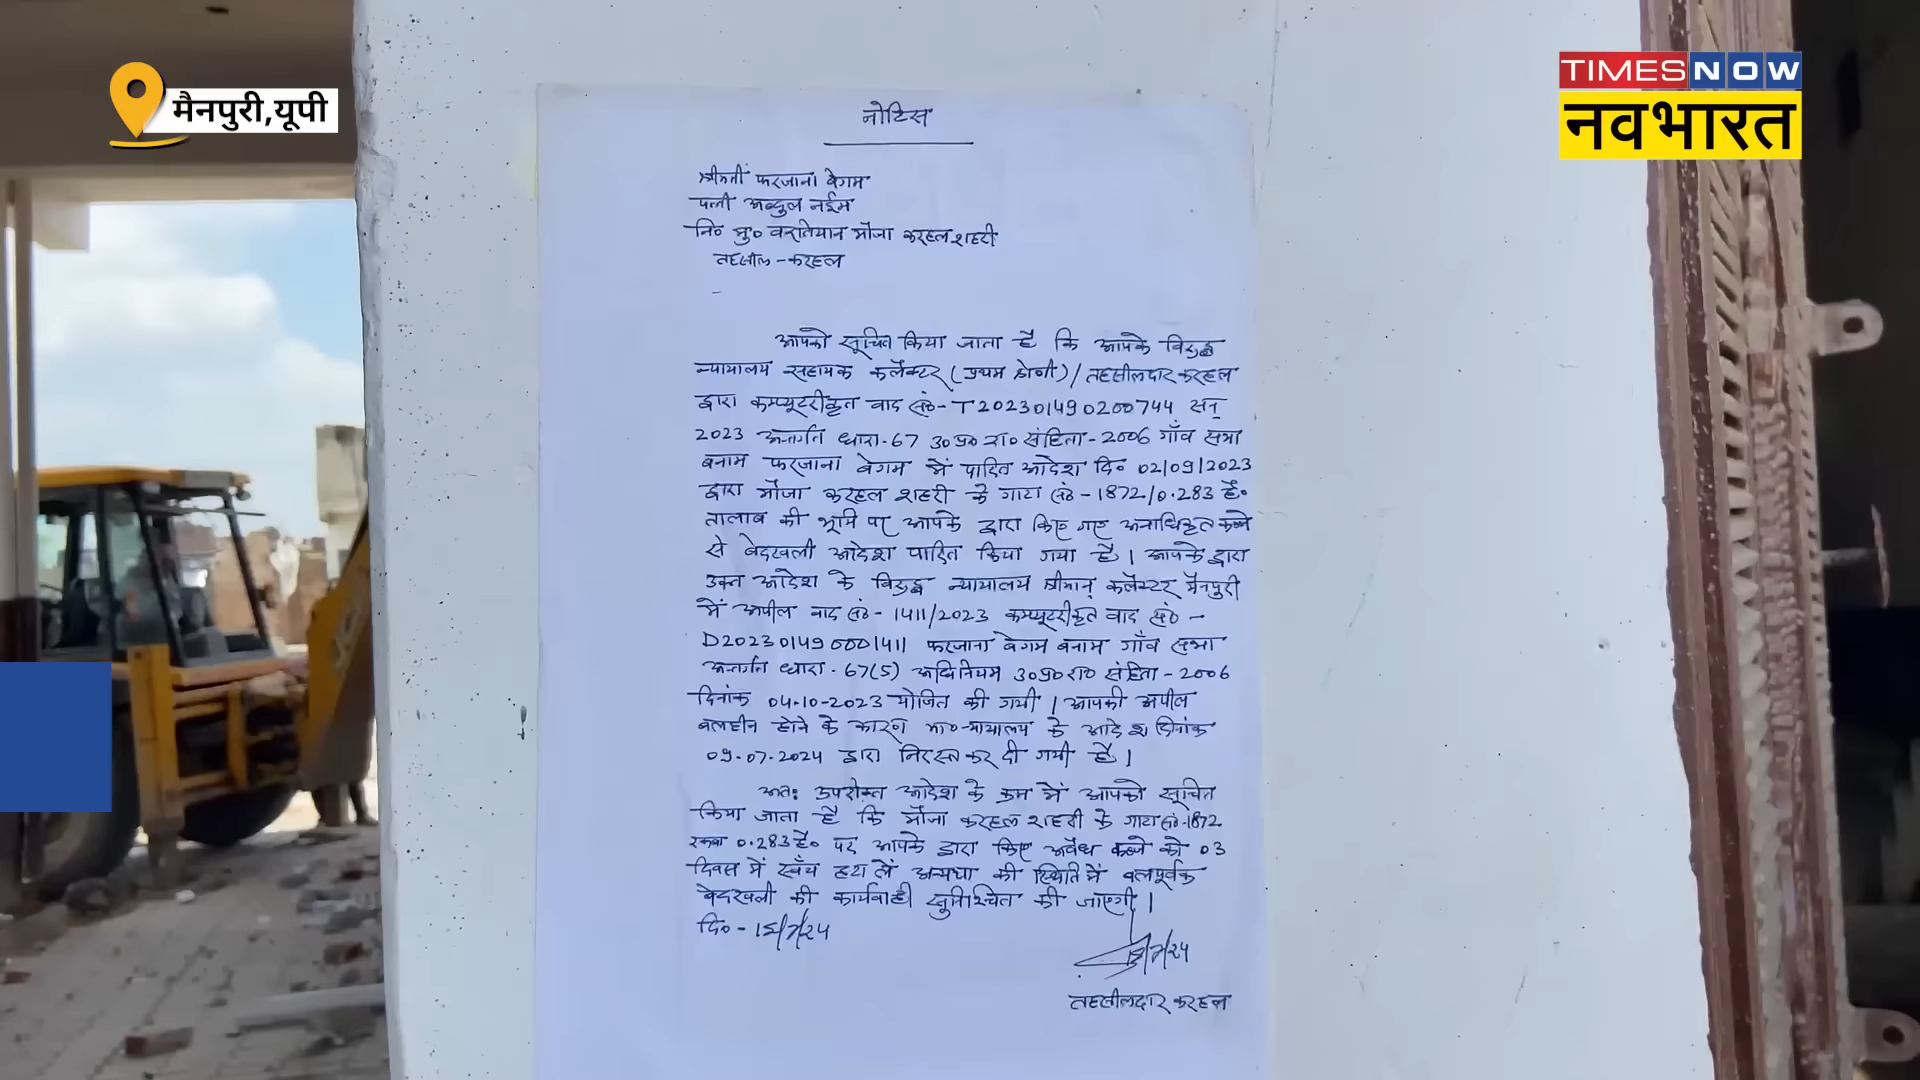 मैनपुरी,यूपी
TIMES NOW
नवभारत
नोटिस
श्रीमती फरजाना बेगम
पत्नी अब्दुल नईम
नि० मु० मौजा करहल शहरी
तहसील - करहल
आपको सूचित किया जाता है कि आपके विरुद्ध
न्यायालय सहायक कलैक्टर (प्रथम श्रेणी) / तहसीलदार करहल
द्वारा कम्प्यूटरीकृत वाद सं०- T202301490200744 सन्
2023 अन्तर्गत धारा-67 उ०प्र० रा० संहिता - 2006 गाँव सभा
बनाम फरजाना बेगम में पारित आदेश दि० 02/09/2023
द्वारा मौजा करहल शहरी के गाटा सं० - 1872/0.283 है०
तालाब की भूमि पर आपके द्वारा किए गए अनाधिकृत कब्जे
से बेदखली आदेश पारित किया गया है। आपके द्वारा
उक्त आदेश के विरुद्ध न्यायालय श्रीमान् कलैक्टर मैनपुरी
में अपील वाद सं० - 1411/2023 कम्प्यूटरीकृत वाद सं० -
D202301490001411 फरजाना बेगम बनाम गाँव सभा
अन्तर्गत धारा - 67(5) अधिनियम उ०प्र०रा० संहिता - 2006
दिनांक 04-10-2023 योजित की गयी। आपकी अपील
बलहीन होने के कारण मा० न्यायालय के आदेश दिनांक
09.07.2024 द्वारा निरस्त कर दी गयी है।
अतः उपरोक्त आदेश के क्रम में आपको सूचित
किया जाता है कि मौजा करहल शहरी के गाटा सं०-1872
रकबा 0.283 है० पर आपके द्वारा किए अवैध कब्जे को 03
दिवस में स्वँय हटा लें अन्यथा की स्थिति में बलपूर्वक
बेदखली की कार्यवाही सुनिश्चित की जाएगी।
दि० -
तहसीलदार करहल